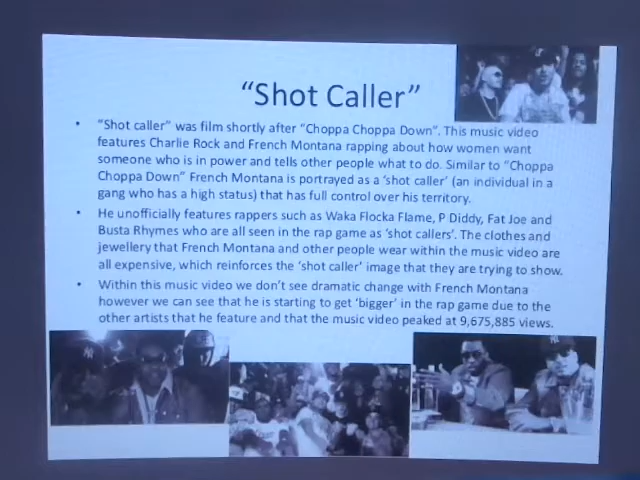 “Shot Caller”
• “Shot caller” was film shortly after “Choppa Choppa Down”. This music video
features Charlie Rock and French Montana rapping about how women want
someone who is in power and tells other people what to do. Similar to “Choppa
Choppa Down” French Montana is portrayed as a ‘shot caller’ (an individual in a
gang who has a high status) that has full control over his territory.
• He unofficially features rappers such as Waka Flocka Flame, P Diddy, Fat Joe and
Busta Rhymes who are all seen in the rap game as ‘shot callers’. The clothes and
jewellery that French Montana and other people wear within the music video are
all expensive, which reinforces the ‘shot caller’ image that they are trying to show.
• Within this music video we don’t see dramatic change with French Montana
however we can see that he is starting to get ‘bigger’ in the rap game due to the
other artists that he feature and that the music video peaked at 9,675,885 views.